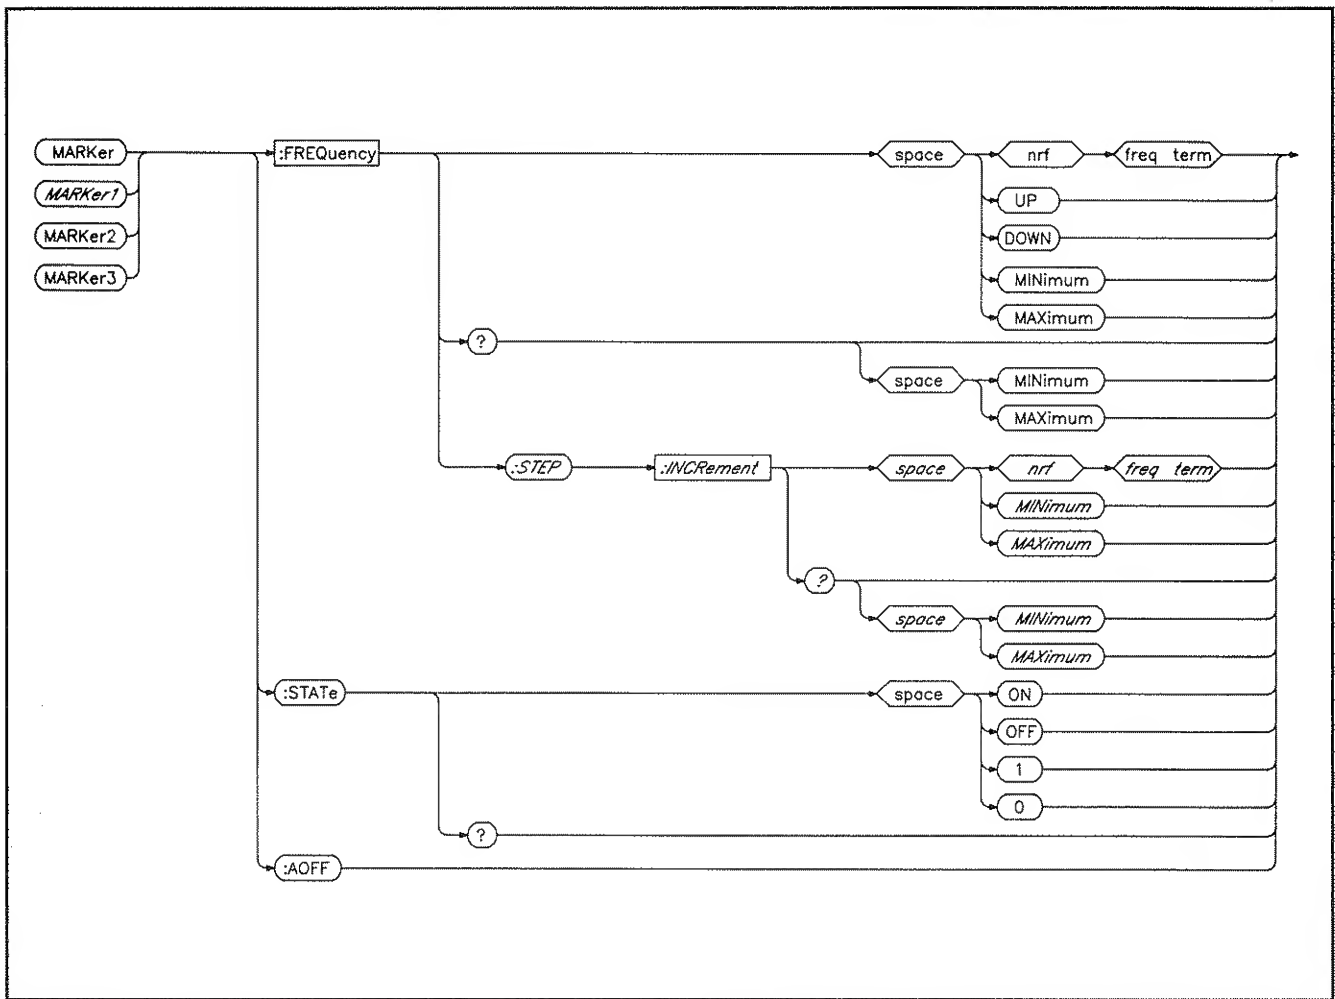 MARKer :FREQuency space nrf freq term
MARKer1 UP
MARKer2 DOWN
MARKer3 MINimum
MAXimum
?
space MINimum
MAXimum
:STEP :INCRement space nrf freq term
MINimum
MAXimum
?
space MINimum
MAXimum
:STATe space ON
OFF
1
0
?
:AOFF